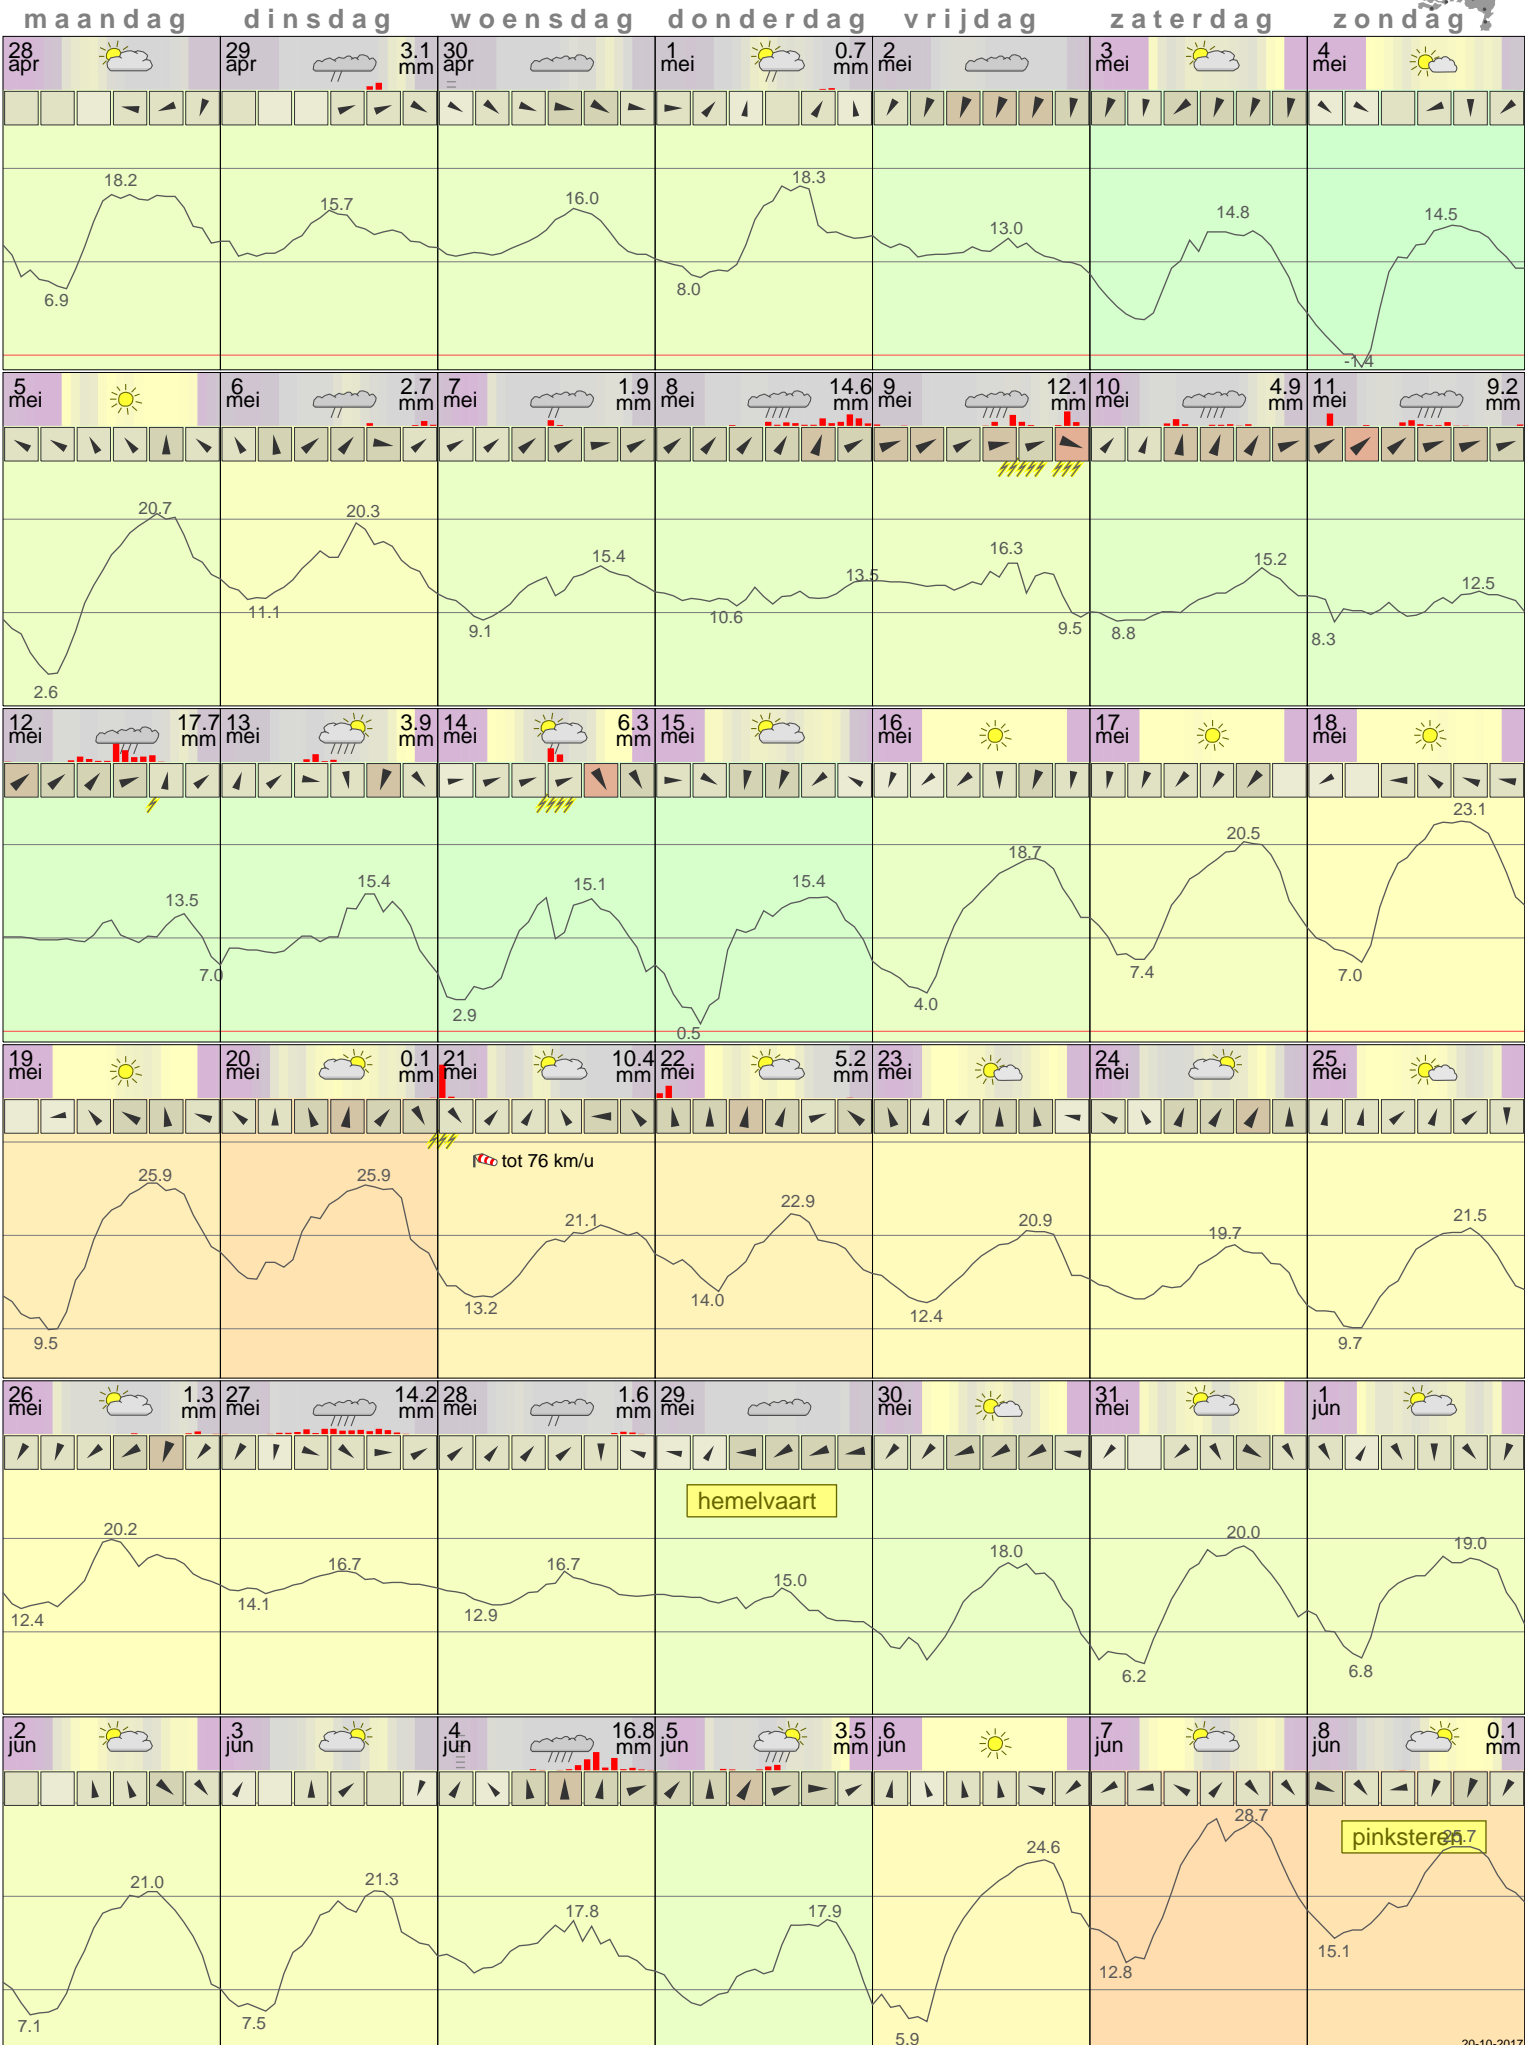 maandag dinsdag woensdag donderdag vrijdag zaterdag zondag
28 apr
29 apr 3.1 mm
30 apr
1 mei 0.7 mm
2 mei
3 mei
4 mei
18.2 6.9 15.7 16.0 18.3 8.0 13.0 14.8 14.5 -1.4
5 mei
6 mei 2.7 mm
7 mei 1.9 mm
8 mei 14.6 mm
9 mei 12.1 mm
10 mei 4.9 mm
11 mei 9.2 mm
20.7 2.6 20.3 11.1 15.4 9.1 13.5 10.6 16.3 9.5 15.2 8.8 12.5 8.3
12 mei 17.7 mm
13 mei 3.9 mm
14 mei 6.3 mm
15 mei
16 mei
17 mei
18 mei
13.5 7.0 15.4 15.1 2.9 15.4 0.5 18.7 4.0 20.5 7.4 23.1 7.0
19 mei
20 mei 0.1 mm
21 mei 10.4 mm
22 mei 5.2 mm
23 mei
24 mei
25 mei
tot 76 km/u
25.9 9.5 25.9 21.1 13.2 22.9 14.0 20.9 12.4 19.7 21.5 9.7
26 mei 1.3 mm
27 mei 14.2 mm
28 mei 1.6 mm
29 mei
30 mei
31 mei
1 jun
hemelvaart
20.2 12.4 16.7 14.1 16.7 12.9 15.0 18.0 20.0 6.2 19.0 6.8
2 jun
3 jun
4 jun 16.8 mm
5 jun 3.5 mm
6 jun
7 jun
8 jun 0.1 mm
pinksteren
21.0 7.1 21.3 7.5 17.8 17.9 24.6 5.9 28.7 12.8 25.7 15.1
20-10-2017